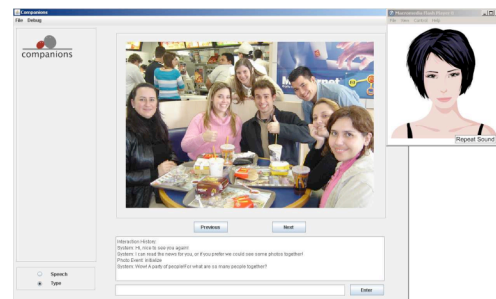 Companions
File Debug
companions
Macromedia Flash Player 8
File View Control Help
Repeat Sound
Previous Next
Interaction History:
System: Hi, nice to see you again!
System: I can read the news for you, or if you prefer we could see some photos together!
Photo Event: Initialize
System: Wow! A party of people! For what are so many people together?
Speech
Type
Enter